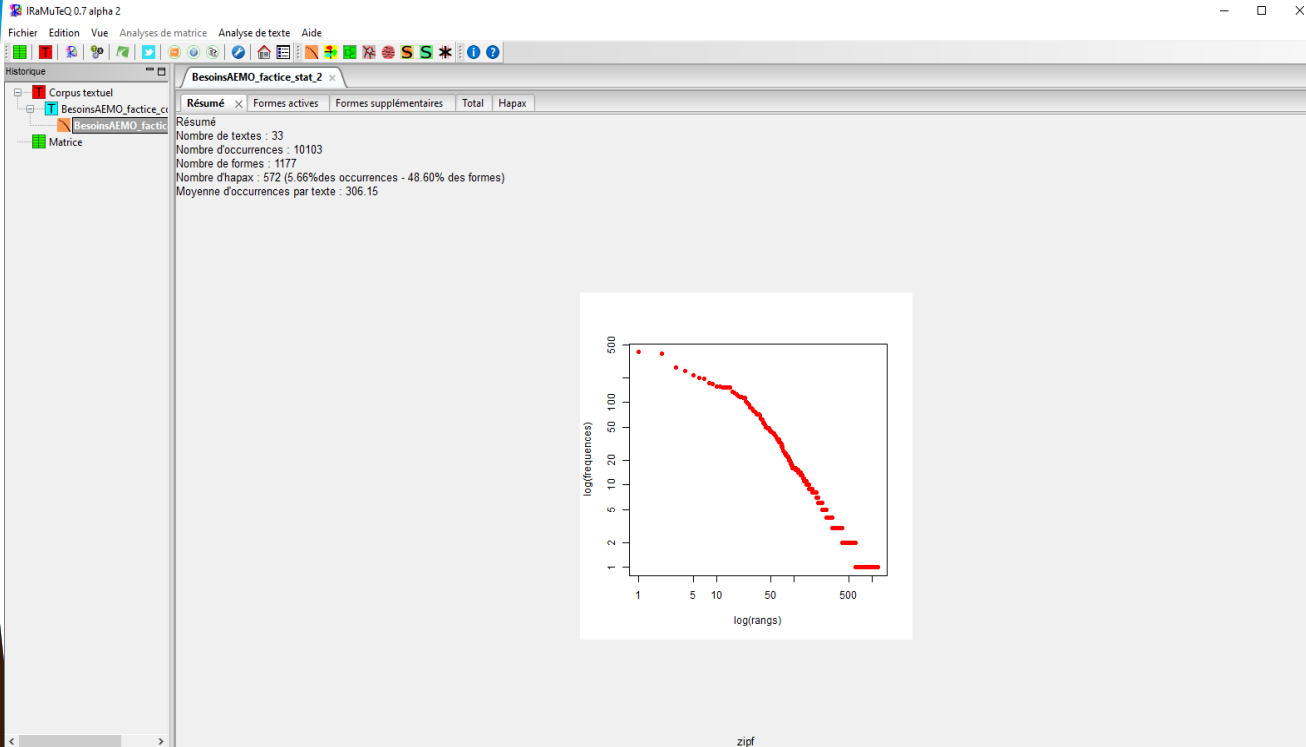 IRaMuTeQ 0.7 alpha 2
Fichier Edition Vue Analyses de matrice Analyse de texte Aide
Historique
Corpus textuel
BesoinsAEMO_factice_cc
BesoinsAEMO_factic
Matrice
BesoinsAEMO_factice_stat_2
Résumé Formes actives Formes supplémentaires Total Hapax
Résumé
Nombre de textes : 33
Nombre d'occurrences : 10103
Nombre de formes : 1177
Nombre d'hapax : 572 (5.66%des occurrences - 48.60% des formes)
Moyenne d'occurrences par texte : 306.15
log(frequences)
500
100
50
20
10
5
2
1
1 5 10 50 500
log(rangs)
zipf